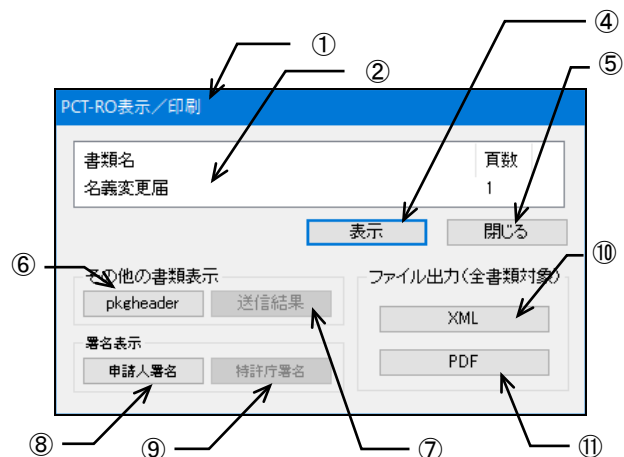 ④
①
⑤
②
PCT-RO表示／印刷
書類名 頁数
名義変更届 1
表示 閉じる
⑥
⑩
その他の書類表示 ファイル出力(全書類対象)
pkgheader 送信結果 XML
署名表示
申請人署名 特許庁署名 PDF
⑧ ⑨ ⑦ ⑪